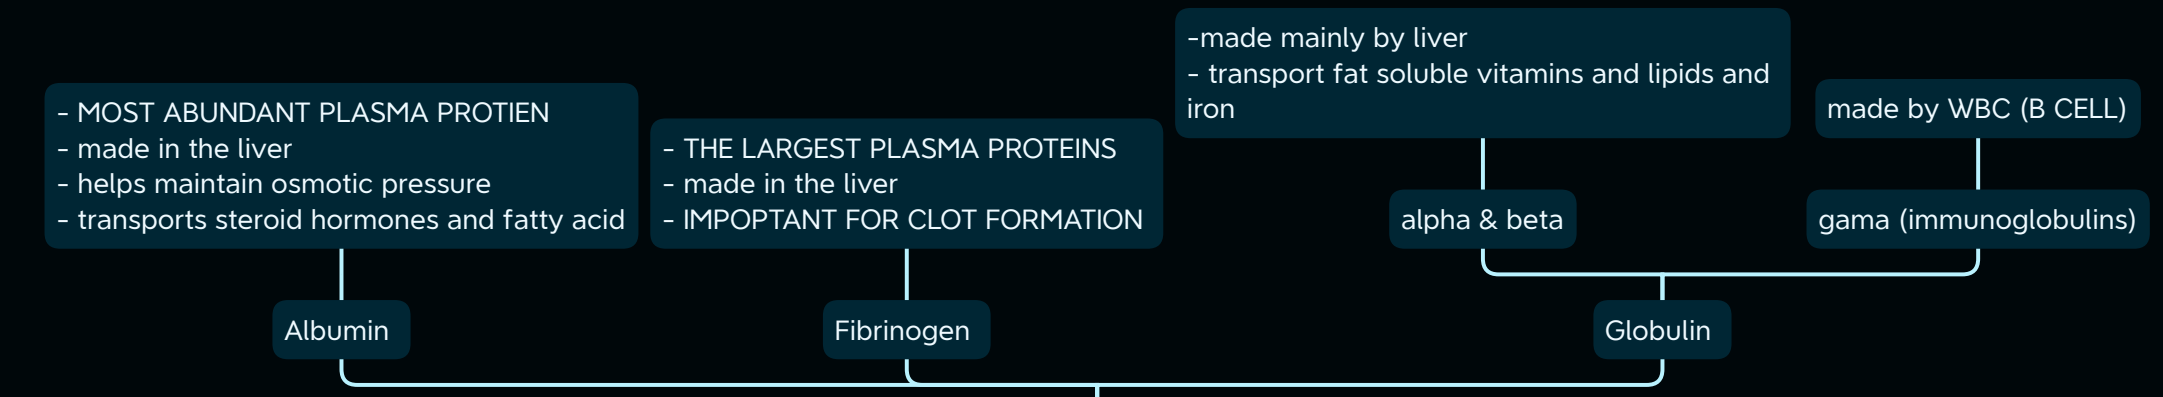 - MOST ABUNDANT PLASMA PROTIEN
- made in the liver
- helps maintain osmotic pressure
- transports steroid hormones and fatty acid
- THE LARGEST PLASMA PROTEINS
- made in the liver
- IMPOPTANT FOR CLOT FORMATION
-made mainly by liver
- transport fat soluble vitamins and lipids and
iron
made by WBC (B CELL)
alpha & beta
gama (immunoglobulins)
Albumin
Fibrinogen
Globulin